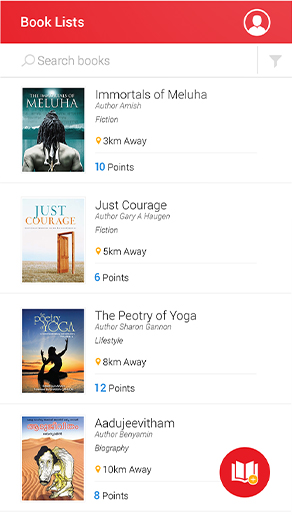 Book Lists
Search books
THE IMMORTALS OF
MELUHA
Immortals of Meluha
Author Amish
Fiction
3km Away
10 Points
JUST
COURAGE
Just Courage
Author Gary A Haugen
Fiction
5km Away
6 Points
the
Poetry
of
YOGA
The Peotry of Yoga
Author Sharon Gannon
Lifestyle
8km Away
12 Points
ആടുജീവിതം
Aadujeevitham
Author Benyamin
Biography
10km Away
8 Points